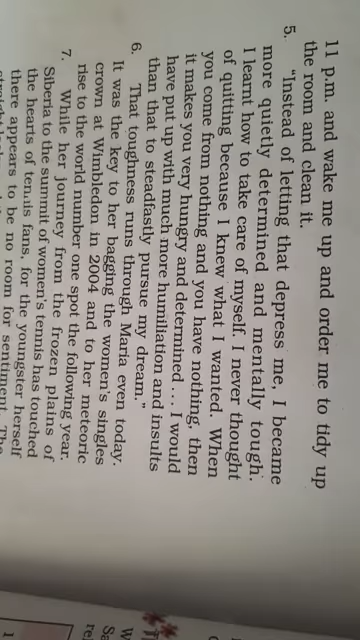 11 p.m. and wake me up and order me to tidy up
the room and clean it.
5. "Instead of letting that depress me, I became
more quietly determined and mentally tough.
I learnt how to take care of myself. I never thought
of quitting because I knew what I wanted. When
you come from nothing and you have nothing, then
it makes you very hungry and determined ... I would
have put up with much more humiliation and insults
than that to steadfastly pursue my dream."
6. That toughness runs through Maria even today.
It was the key to her bagging the women's singles
crown at Wimbledon in 2004 and to her meteoric
rise to the world number one spot the following year.
7. While her journey from the frozen plains of
Siberia to the summit of women's tennis has touched
the hearts of tennis fans, for the youngster herself
there appears to be no room for sentiment. The